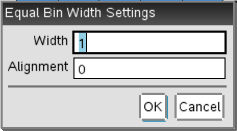 Equal Bin Width Settings
Width 1
Alignment 0
OK Cancel